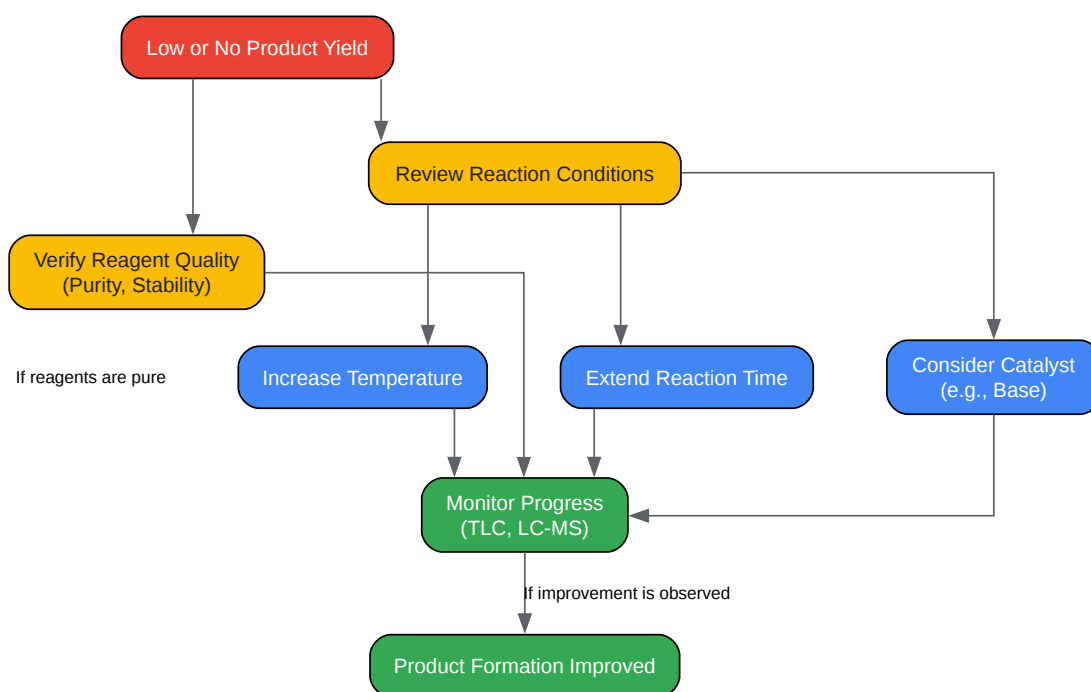 Low or No Product Yield
Review Reaction Conditions
Verify Reagent Quality
(Purity, Stability)
If reagents are pure
Increase Temperature
Extend Reaction Time
Consider Catalyst
(e.g., Base)
Monitor Progress
(TLC, LC-MS)
If improvement is observed
Product Formation Improved